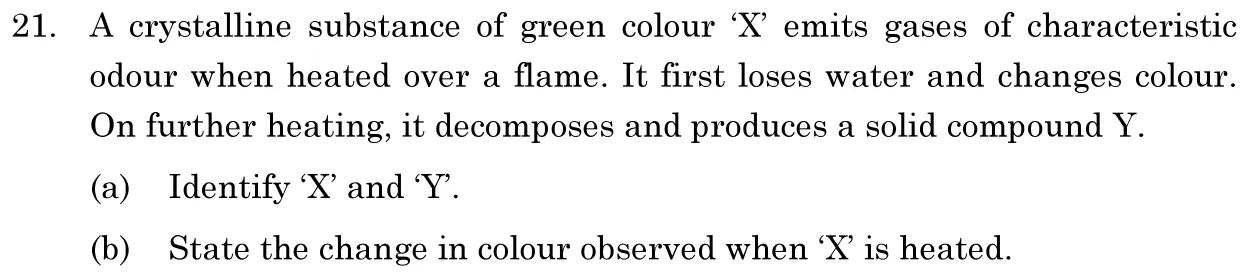 21. A crystalline substance of green colour ‘X’ emits gases of characteristic
odour when heated over a flame. It first loses water and changes colour.
On further heating, it decomposes and produces a solid compound Y.
(a) Identify ‘X’ and ‘Y’.
(b) State the change in colour observed when ‘X’ is heated.